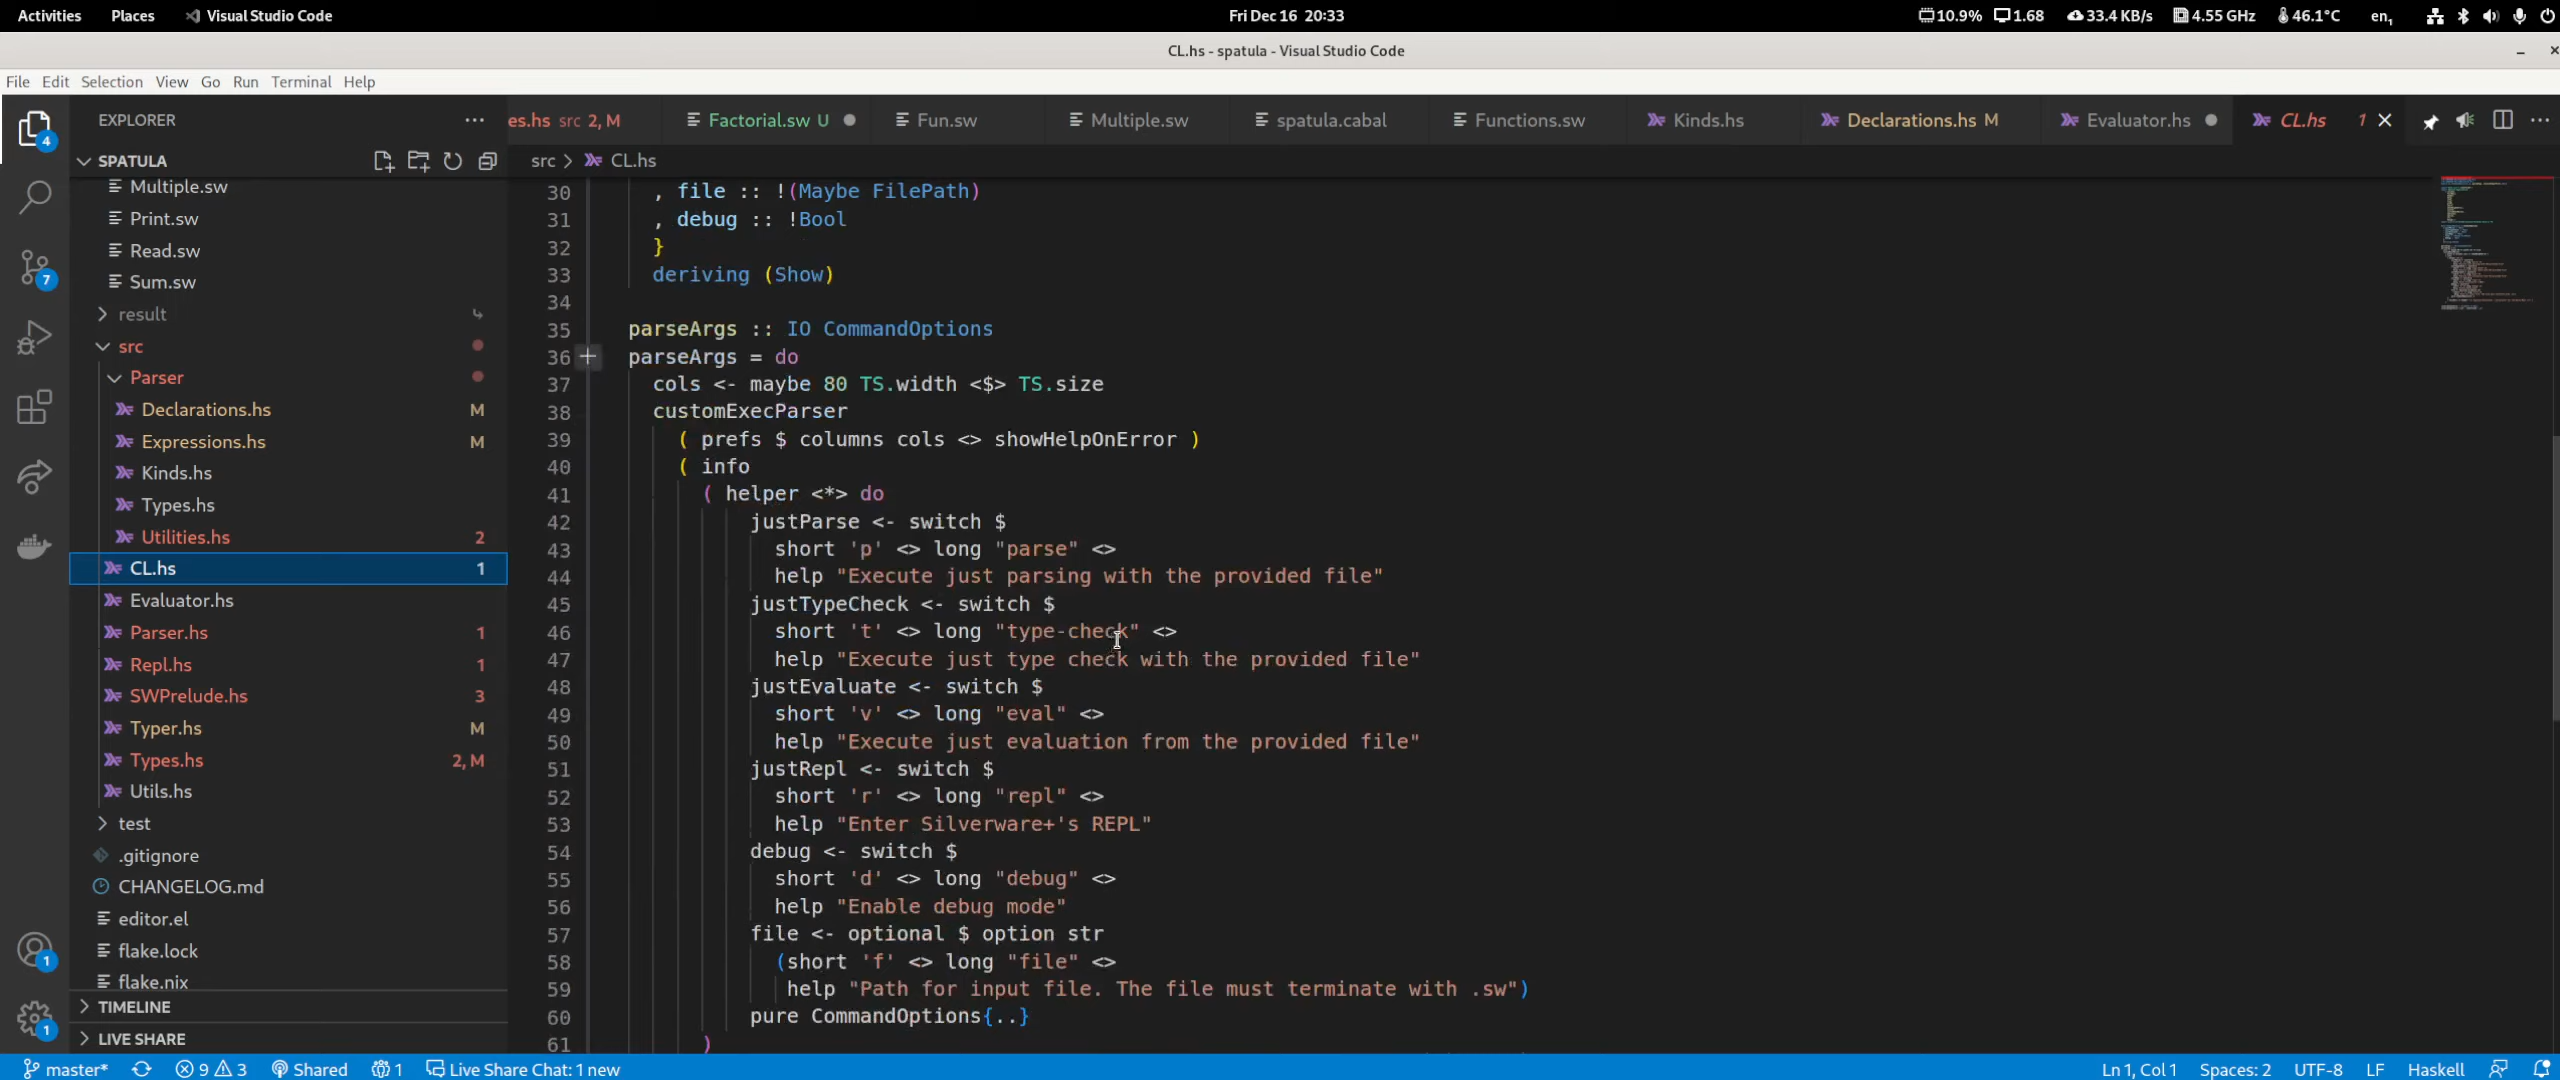 Activities Places Visual Studio Code Fri Dec 16 20:33 10.9% 1.68 33.4 KB/s 4.55 GHz 46.1°C en₁
CL.hs - spatula - Visual Studio Code
File Edit Selection View Go Run Terminal Help
EXPLORER
es.hs src 2, M Factorial.sw U Fun.sw Multiple.sw spatula.cabal Functions.sw Kinds.hs Declarations.hs M Evaluator.hs CL.hs 1
SPATULA
src > CL.hs
Multiple.sw
Print.sw
Read.sw
Sum.sw
result
src
Parser
Declarations.hs M
Expressions.hs M
Kinds.hs
Types.hs
Utilities.hs 2
CL.hs 1
Evaluator.hs
Parser.hs 1
Repl.hs 1
SWPrelude.hs 3
Typer.hs M
Types.hs 2, M
Utils.hs
test
.gitignore
CHANGELOG.md
editor.el
flake.lock
flake.nix
TIMELINE
LIVE SHARE
4
7
1
1
30 , file :: !(Maybe FilePath)
31 , debug :: !Bool
32 }
33 deriving (Show)
34
35 parseArgs :: IO CommandOptions
36 parseArgs = do
37 cols <- maybe 80 TS.width <$> TS.size
38 customExecParser
39 ( prefs $ columns cols <> showHelpOnError )
40 ( info
41 ( helper <*> do
42 justParse <- switch $
43 short 'p' <> long "parse" <>
44 help "Execute just parsing with the provided file"
45 justTypeCheck <- switch $
46 short 't' <> long "type-check" <>
47 help "Execute just type check with the provided file"
48 justEvaluate <- switch $
49 short 'v' <> long "eval" <>
50 help "Execute just evaluation from the provided file"
51 justRepl <- switch $
52 short 'r' <> long "repl" <>
53 help "Enter Silverware+'s REPL"
54 debug <- switch $
55 short 'd' <> long "debug" <>
56 help "Enable debug mode"
57 file <- optional $ option str
58 (short 'f' <> long "file" <>
59 help "Path for input file. The file must terminate with .sw")
60 pure CommandOptions{..}
61 )
master* 9 3 Shared 1 Live Share Chat: 1 new Ln 1, Col 1 Spaces: 2 UTF-8 LF Haskell